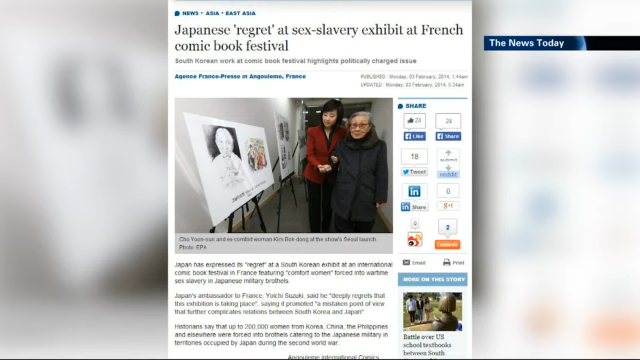 NEWS • ASIA • EAST ASIA
Japanese 'regret' at sex-slavery exhibit at French
comic book festival
South Korean work at comic book festival highlights politically charged issue
Agence France-Presse in Angouleme, France
PUBLISHED : Monday, 03 February, 2014, 1:44am
UPDATED : Monday, 03 February, 2014, 5:34am
The News Today
SHARE
24
24
Like
Share
18
submit
Tweet
reddit
0
Share
g+1
0
2
Comments
Email
Print
Cho Yoon-sun and ex-comfort woman Kim Bok-dong at the show's Seoul launch.
Photo: EPA
Japan has expressed its "regret" at a South Korean exhibit at an international
comic book festival in France featuring "comfort women" forced into wartime
sex slavery in Japanese military brothels.
Japan's ambassador to France, Yoichi Suzuki, said he "deeply regrets that
this exhibition is taking place", saying it promoted "a mistaken point of view
that further complicates relations between South Korea and Japan"
Historians say that up to 200,000 women from Korea, China, the Philippines
and elsewhere were forced into brothels catering to the Japanese military in
territories occupied by Japan during the second world war.
Angouleme International Comics
MORE ON THIS STORY
Battle over US
school textbooks
between South